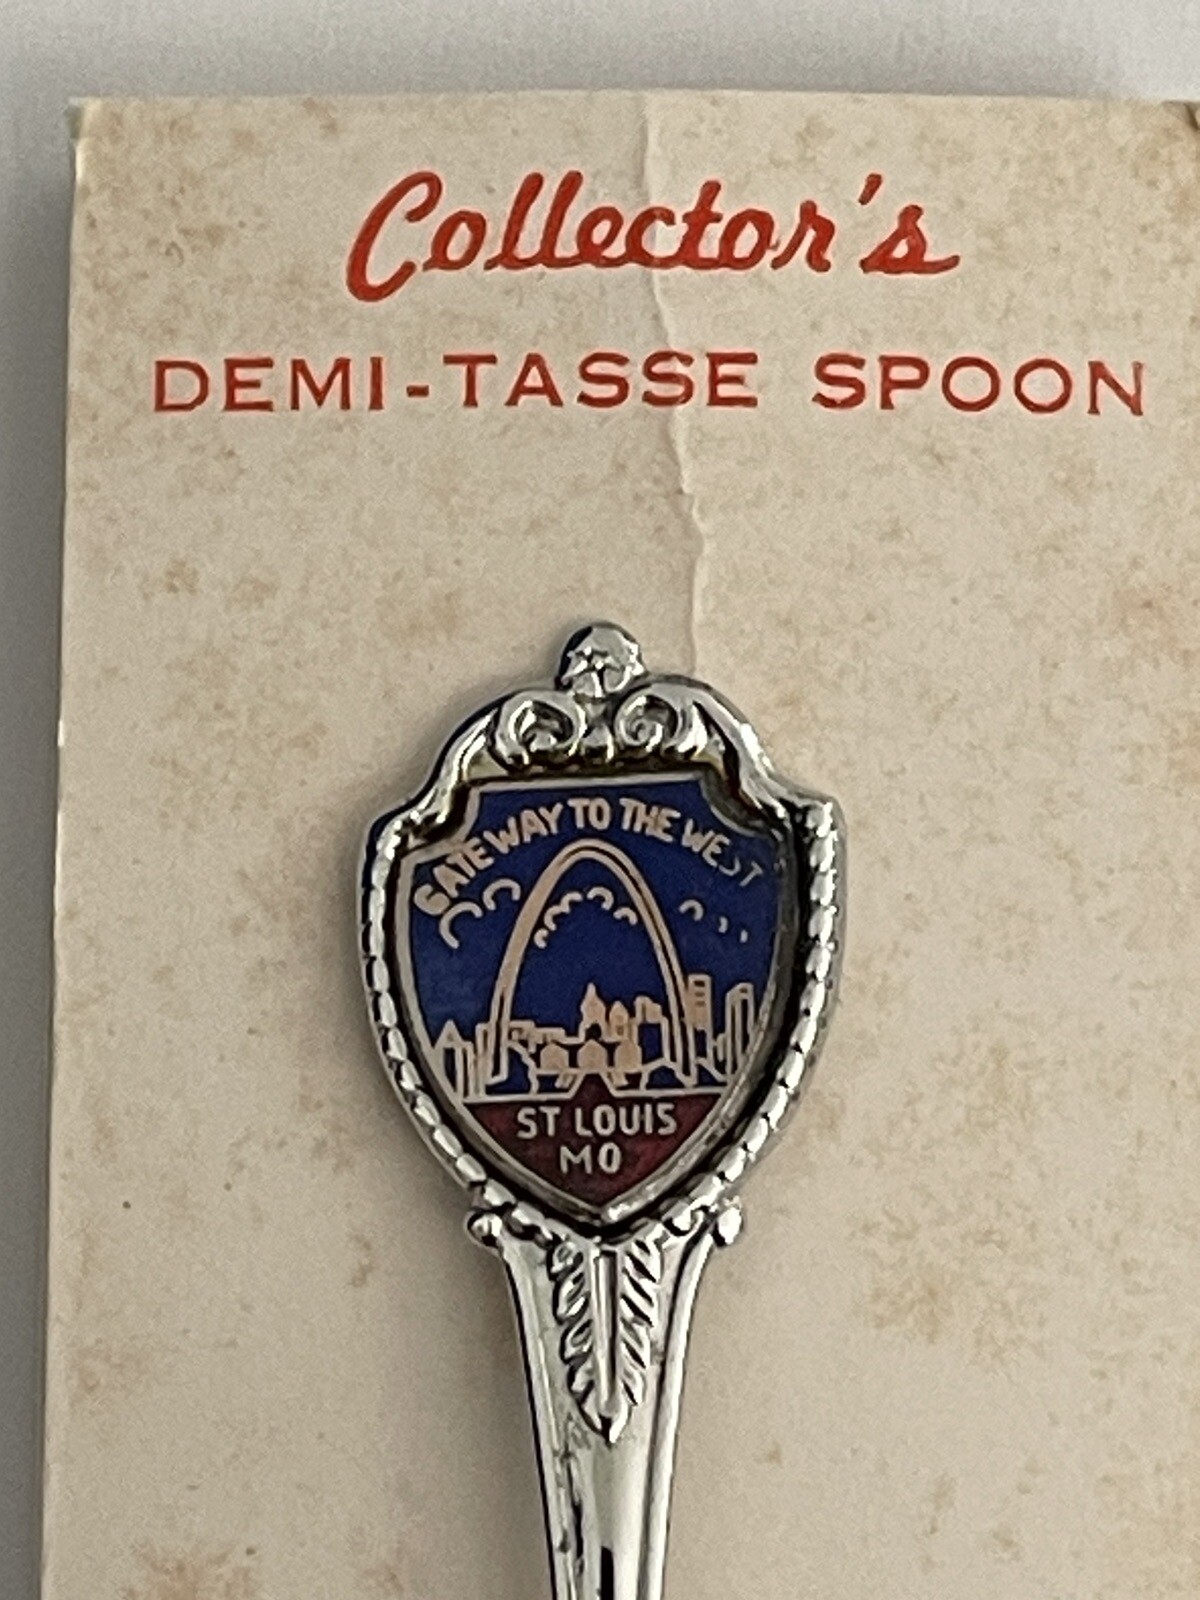 Collector's
DEMI-TASSE SPOON
GATEWAY TO THE WEST
ST LOUIS
MO